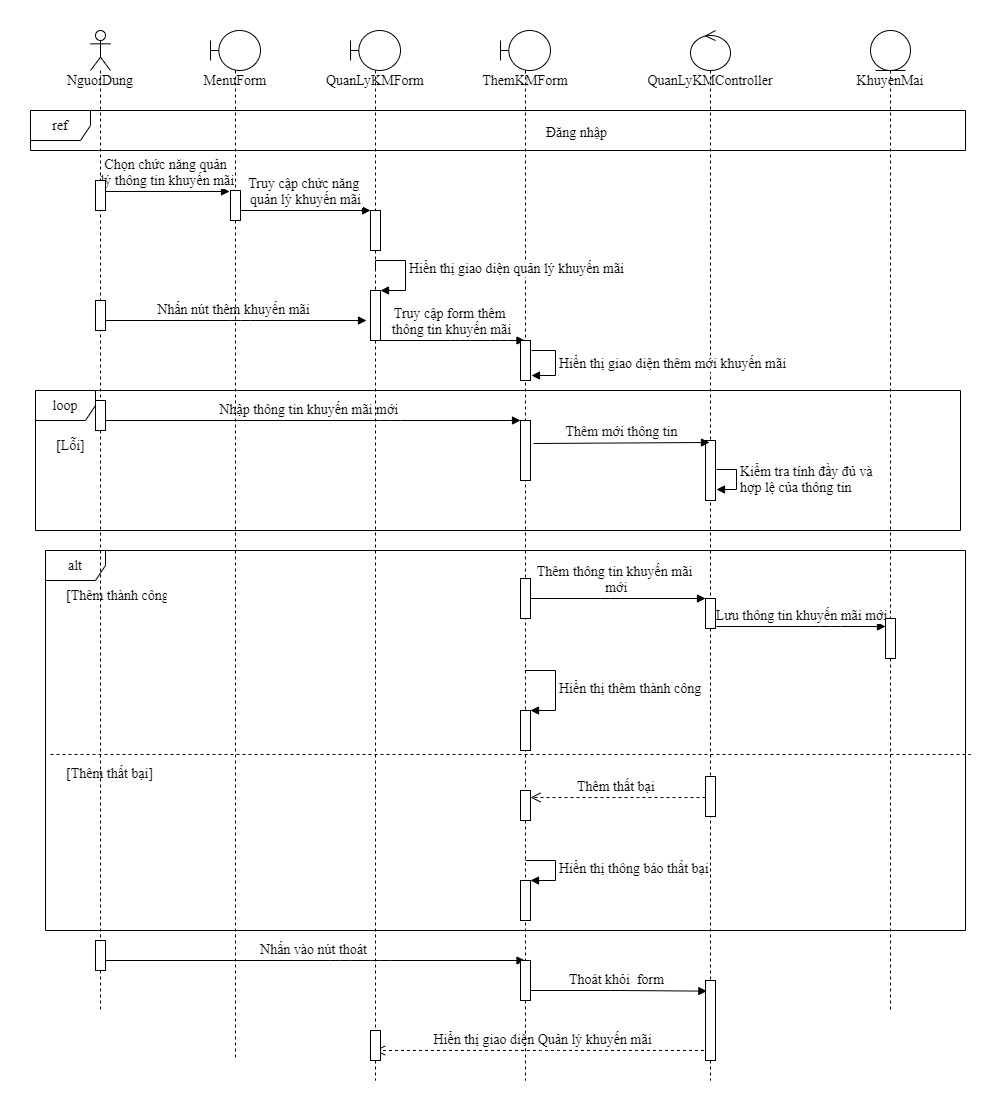 NguoiDung
MenuForm
QuanLyKMForm
ThemKMForm
QuanLyKMController
KhuyenMai
ref
Đăng nhập
Chọn chức năng quản
lý thông tin khuyến mãi
Truy cập chức năng
quản lý khuyến mãi
Hiển thị giao diện quản lý khuyến mãi
Nhấn nút thêm khuyến mãi
Truy cập form thêm
thông tin khuyến mãi
Hiển thị giao diện thêm mới khuyến mãi
loop
Nhập thông tin khuyến mãi mới
[Lỗi]
Thêm mới thông tin
Kiểm tra tính đầy đủ và
hợp lệ của thông tin
alt
[Thêm thành công
Thêm thông tin khuyến mãi
mới
Lưu thông tin khuyến mãi mới
Hiển thị thêm thành công
[Thêm thất bại]
Thêm thất bại
Hiển thị thông báo thất bại
Nhấn vào nút thoát
Thoát khỏi form
Hiển thị giao diện Quản lý khuyến mãi